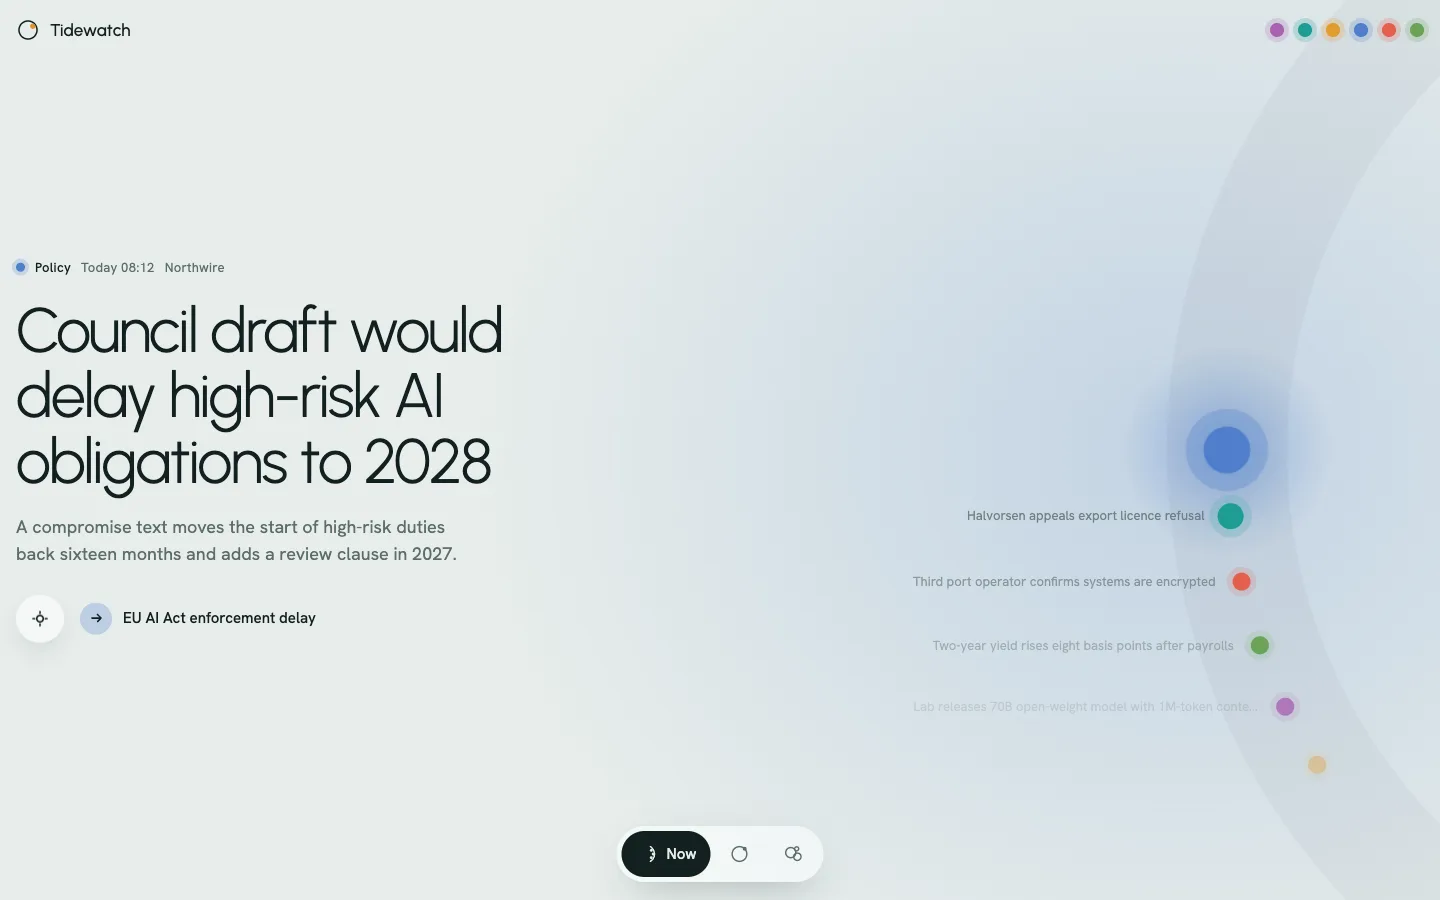 Tidewatch
Policy Today 08:12 Northwire
Council draft would
delay high-risk AI
obligations to 2028
A compromise text moves the start of high-risk duties
back sixteen months and adds a review clause in 2027.
EU AI Act enforcement delay
Halvorsen appeals export licence refusal
Third port operator confirms systems are encrypted
Two-year yield rises eight basis points after payrolls
Lab releases 70B open-weight model with 1M-token conte...
Now